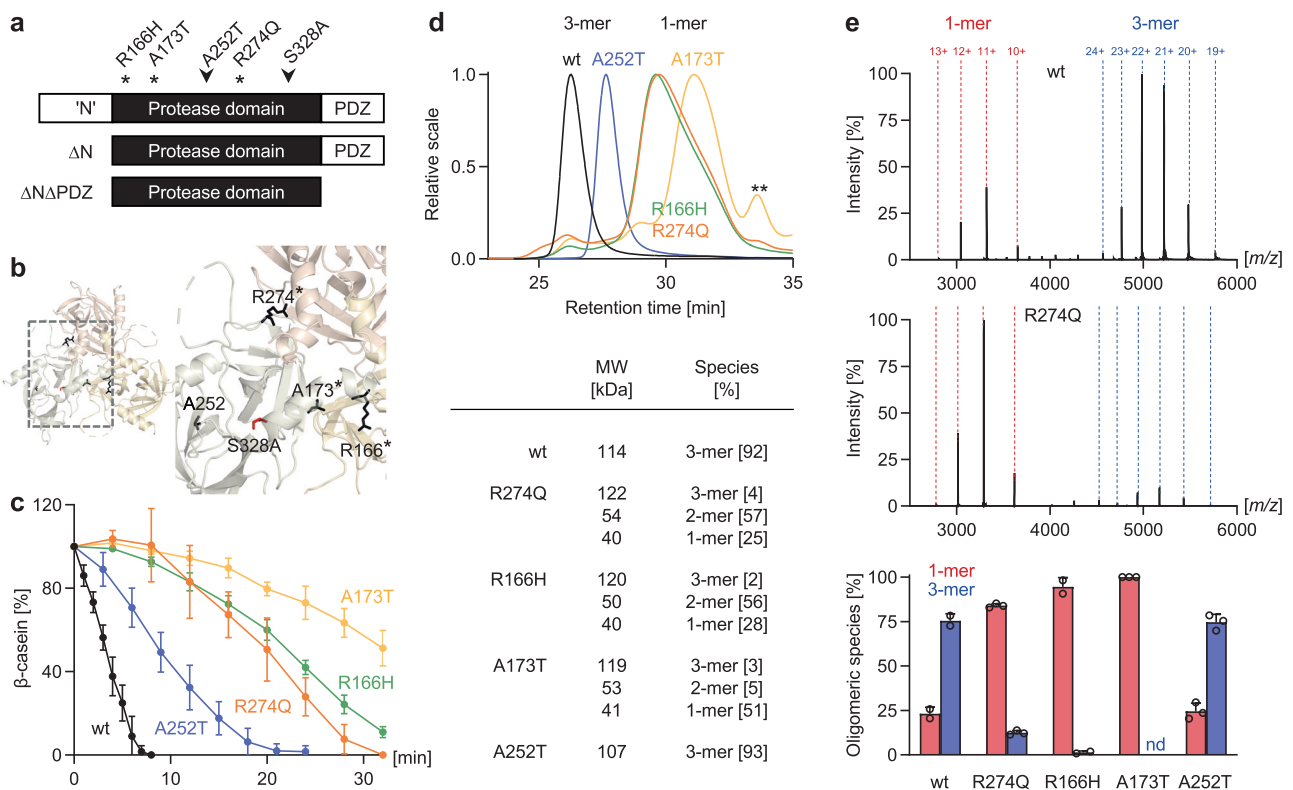 a
R166H
A173T
A252T
R274Q
S328A
* * * *
'N' Protease domain PDZ
ΔN Protease domain PDZ
ΔNΔPDZ Protease domain
b
R274*
A173*
A252
S328A
R166*
c
β-casein [%]
120
80
40
0
0 10 20 30
[min]
A173T
R166H
R274Q
A252T
wt
d
3-mer 1-mer
wt A252T A173T
**
R166H
R274Q
Relative scale
1.0
0.5
0.0
25 30 35
Retention time [min]
MW Species
[kDa] [%]
wt 114 3-mer [92]
R274Q 122 3-mer [4]
54 2-mer [57]
40 1-mer [25]
R166H 120 3-mer [2]
50 2-mer [56]
40 1-mer [28]
A173T 119 3-mer [3]
53 2-mer [5]
41 1-mer [51]
A252T 107 3-mer [93]
e
1-mer 3-mer
13+ 12+ 11+ 10+ 24+ 23+ 22+ 21+ 20+ 19+
wt
Intensity [%]
100
75
50
25
0
3000 4000 5000 6000
[m/z]
R274Q
Intensity [%]
100
75
50
25
0
3000 4000 5000 6000
[m/z]
Oligomeric species [%]
100
75
50
25
0
1-mer
3-mer
nd
wt R274Q R166H A173T A252T